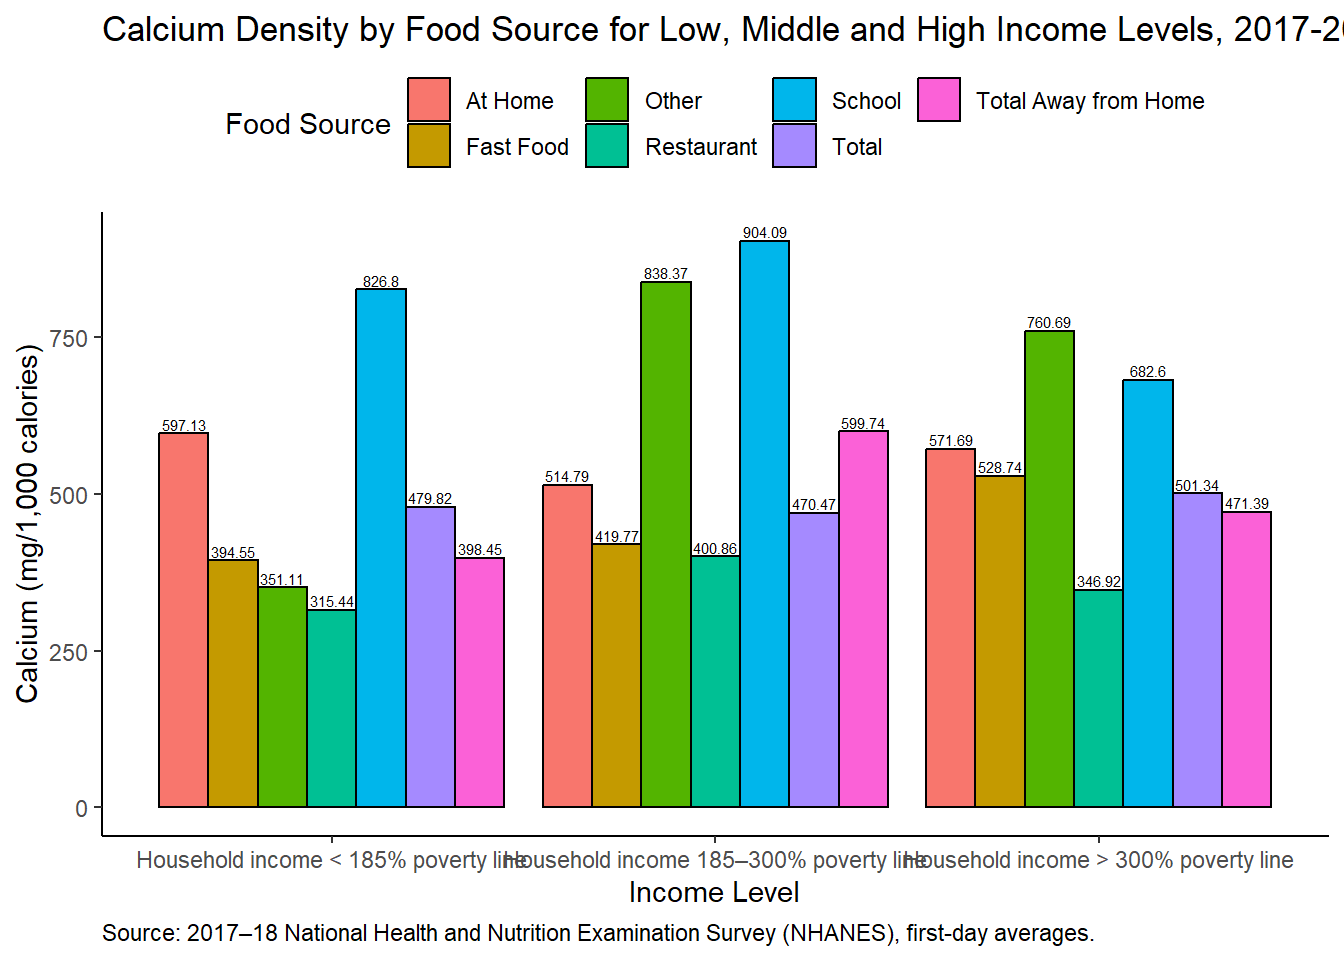 Calcium Density by Food Source for Low, Middle and High Income Levels, 2017-20
Food Source
At Home
Other
School
Total Away from Home
Fast Food
Restaurant
Total
Calcium (mg/1,000 calories)
750
500
250
0
597.13
394.55
351.11
315.44
826.8
479.82
398.45
514.79
419.77
838.37
400.86
904.09
470.47
599.74
571.69
528.74
760.69
346.92
682.6
501.34
471.39
Household income < 185% poverty line
Household income 185–300% poverty line
Household income > 300% poverty line
Income Level
Source: 2017–18 National Health and Nutrition Examination Survey (NHANES), first-day averages.